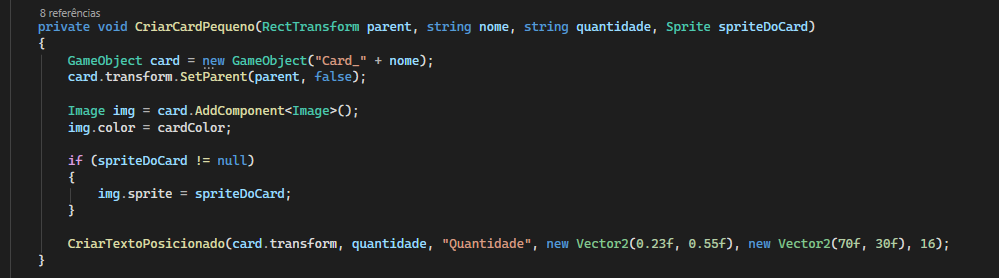 8 referências
private void CriarCardPequeno(RectTransform parent, string nome, string quantidade, Sprite spriteDoCard)
{
GameObject card = new GameObject("Card_" + nome);
card.transform.SetParent(parent, false);
Image img = card.AddComponent<Image>();
img.color = cardColor;
if (spriteDoCard != null)
{
img.sprite = spriteDoCard;
}
CriarTextoPosicionado(card.transform, quantidade, "Quantidade", new Vector2(0.23f, 0.55f), new Vector2(70f, 30f), 16);
}